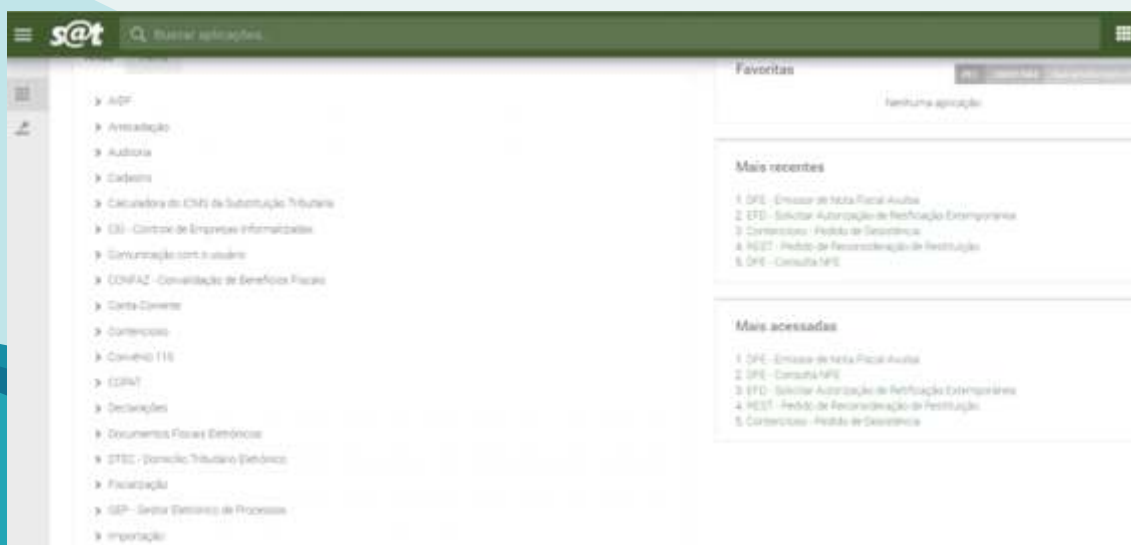 s@t
Buscar aplicações...
AIDF
Arrecadação
Auditoria
Cadastro
Calculadora do ICMS da Substituição Tributária
CEI - Controle de Empresas Informatizadas
Comunicação com o usuário
CONFAZ - Convalidação de Benefícios Fiscais
Conta Corrente
Contencioso
Convênio 115
COPAT
Declarações
Documentos Fiscais Eletrônicos
DTEC - Domicílio Tributário Eletrônico
Fiscalização
GEP - Gestor Eletrônico de Processos
Importação
Favoritas
Nenhuma aplicação
Mais recentes
1. DFE - Emissor de Nota Fiscal Avulsa
2. EFD - Solicitar Autorização de Retificação Extemporânea
3. Contencioso - Pedido de Desistência
4. REST - Pedido de Reconsideração de Restituição
5. DFE - Consulta NFE
Mais acessadas
1. DFE - Emissor de Nota Fiscal Avulsa
2. DFE - Consulta NFE
3. EFD - Solicitar Autorização de Retificação Extemporânea
4. REST - Pedido de Reconsideração de Restituição
5. Contencioso - Pedido de Desistência